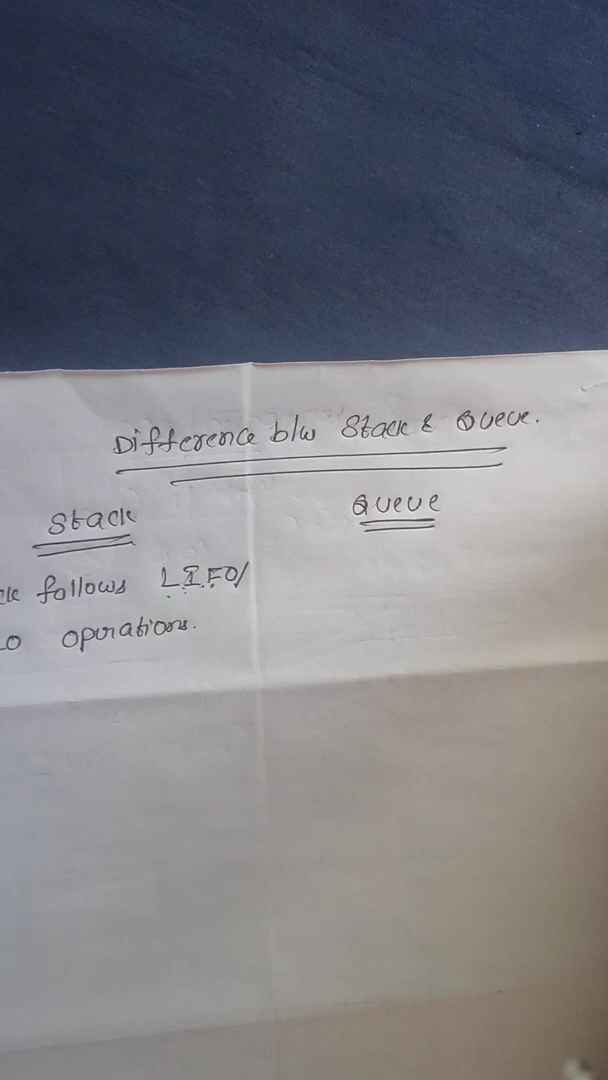 Difference b/w Stack & Queue.
Stack
Queue
follows LIFO/
operations.